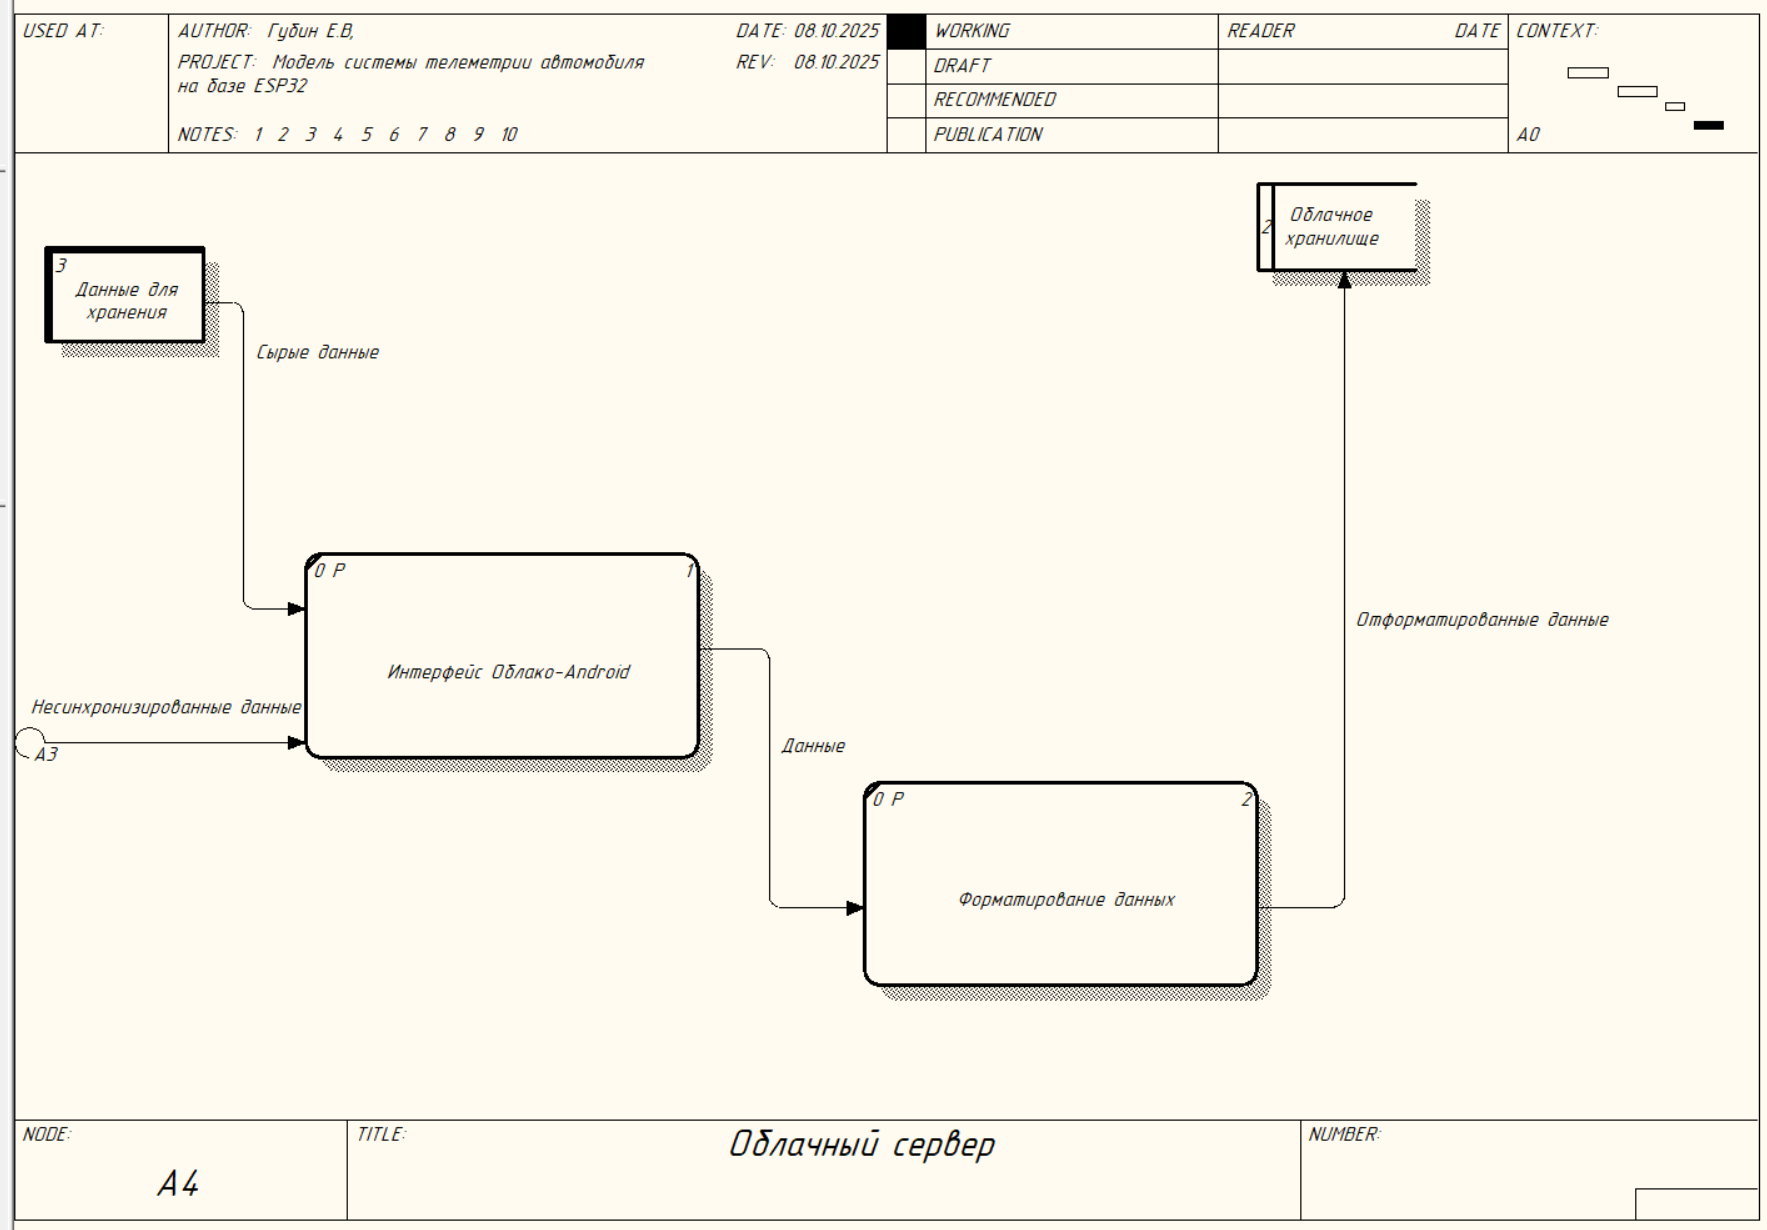 USED AT:
AUTHOR: Губин Е.В,
DATE: 08.10.2025
PROJECT: Модель системы телеметрии автомобиля
на базе ESP32
REV: 08.10.2025
NOTES: 1 2 3 4 5 6 7 8 9 10
WORKING
DRAFT
RECOMMENDED
PUBLICATION
READER DATE
CONTEXT:
A0
3
Данные для
хранения
2
Облачное
хранилище
Сырые данные
0 Р 1
Интерфейс Облако-Android
Несинхронизированные данные
A3
Отформатированные данные
Данные
0 Р 2
Форматирование данных
NODE:
A4
TITLE:
Облачный сервер
NUMBER: